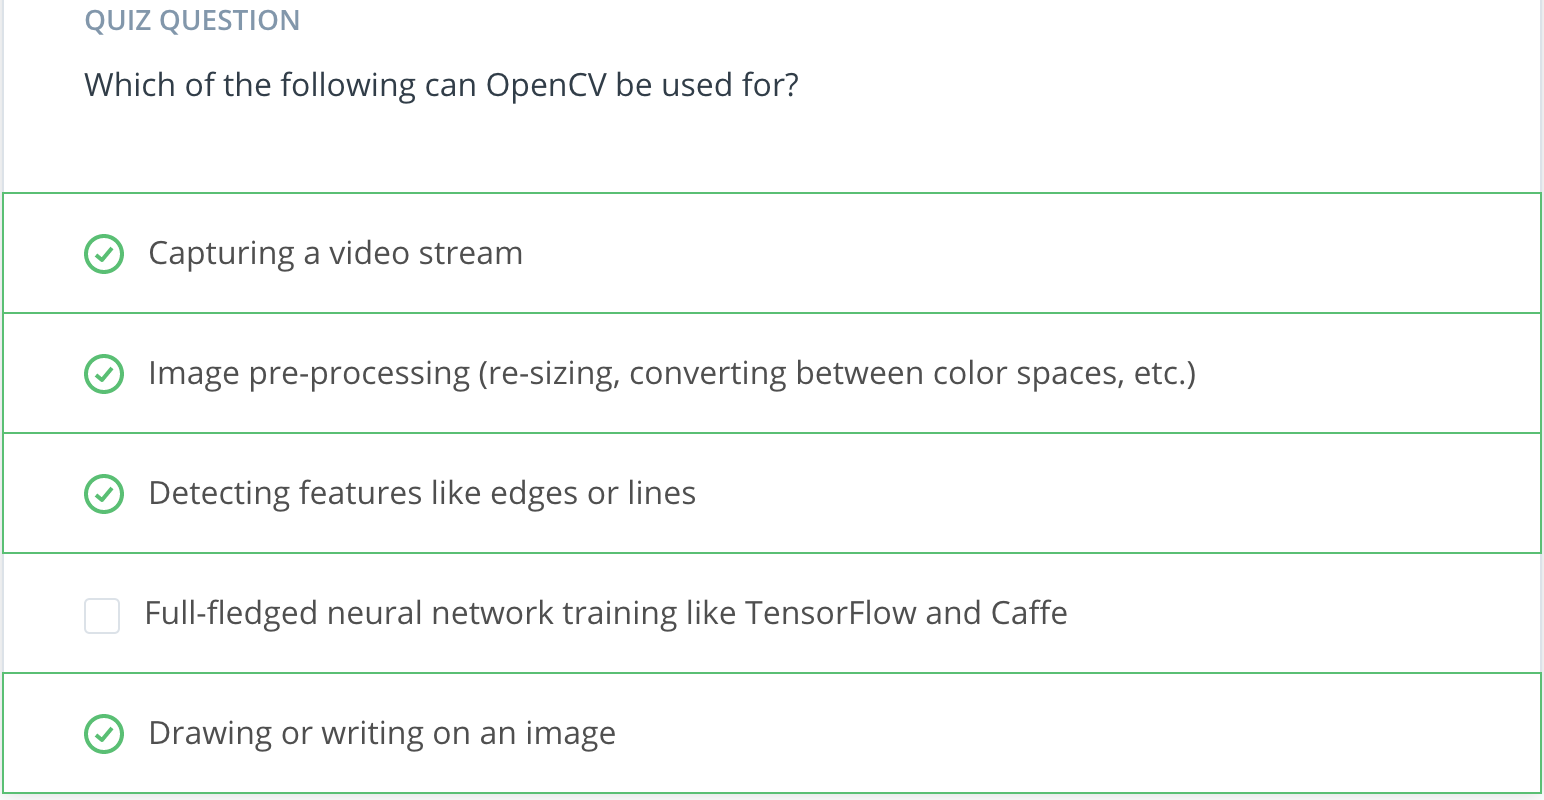 QUIZ QUESTION
Which of the following can OpenCV be used for?
Capturing a video stream
Image pre-processing (re-sizing, converting between color spaces, etc.)
Detecting features like edges or lines
Full-fledged neural network training like TensorFlow and Caffe
Drawing or writing on an image